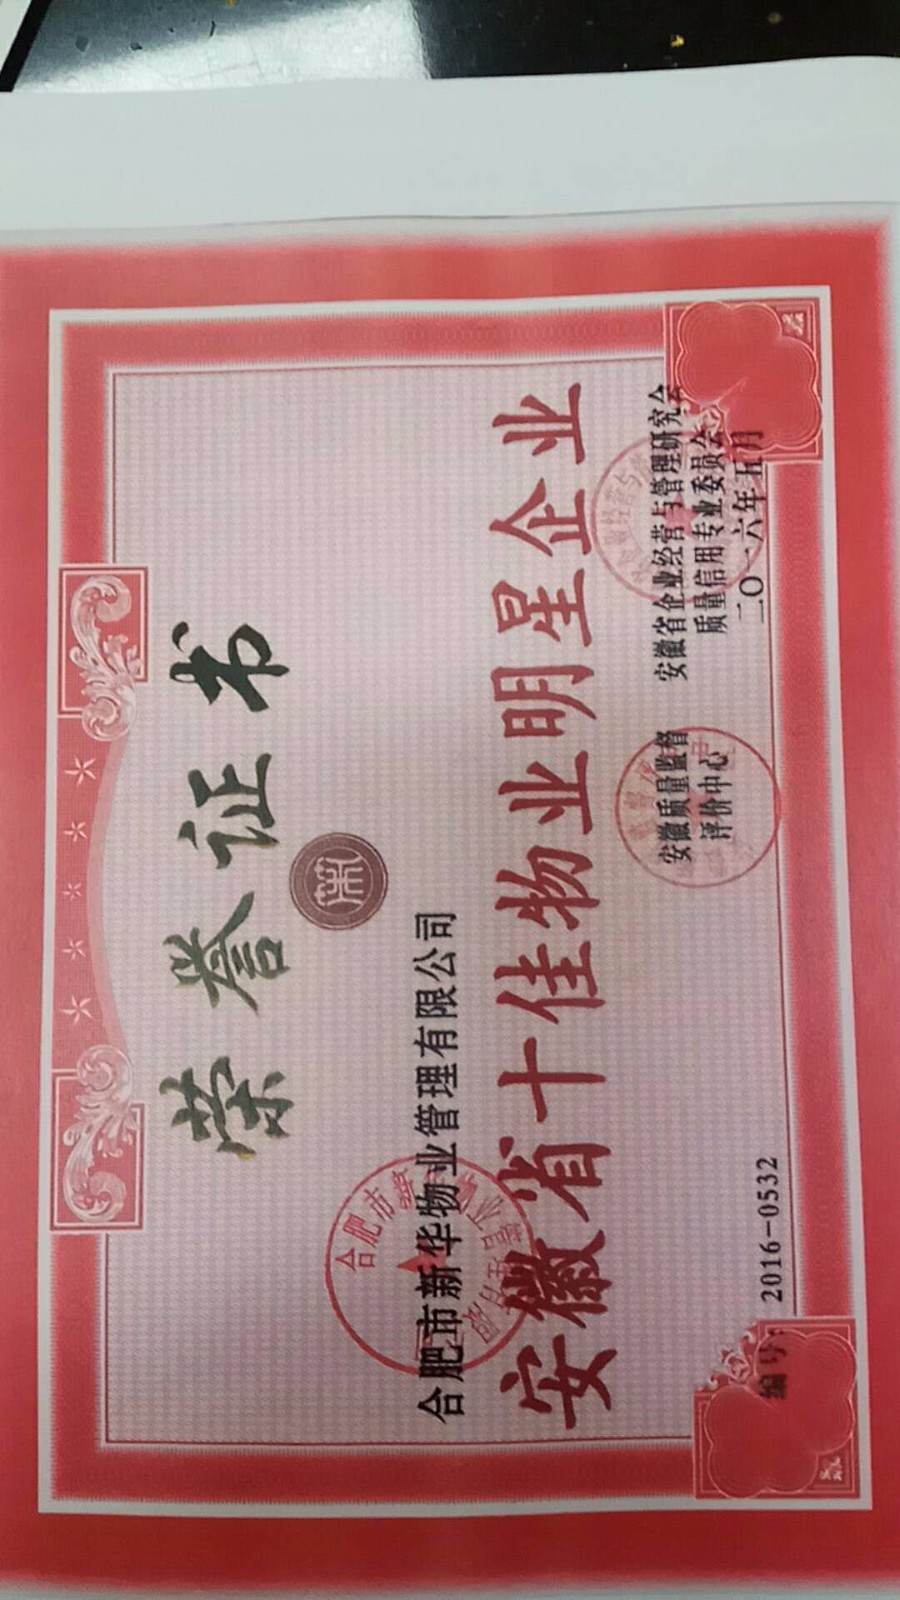 荣誉证书
合肥市新华物业管理有限公司
安徽省十佳物业明星企业
安徽质量监督
评价中心
安徽省企业经营与管理研究会
质量信用专业委员会
二〇一六年五月
编号: 2016-0532